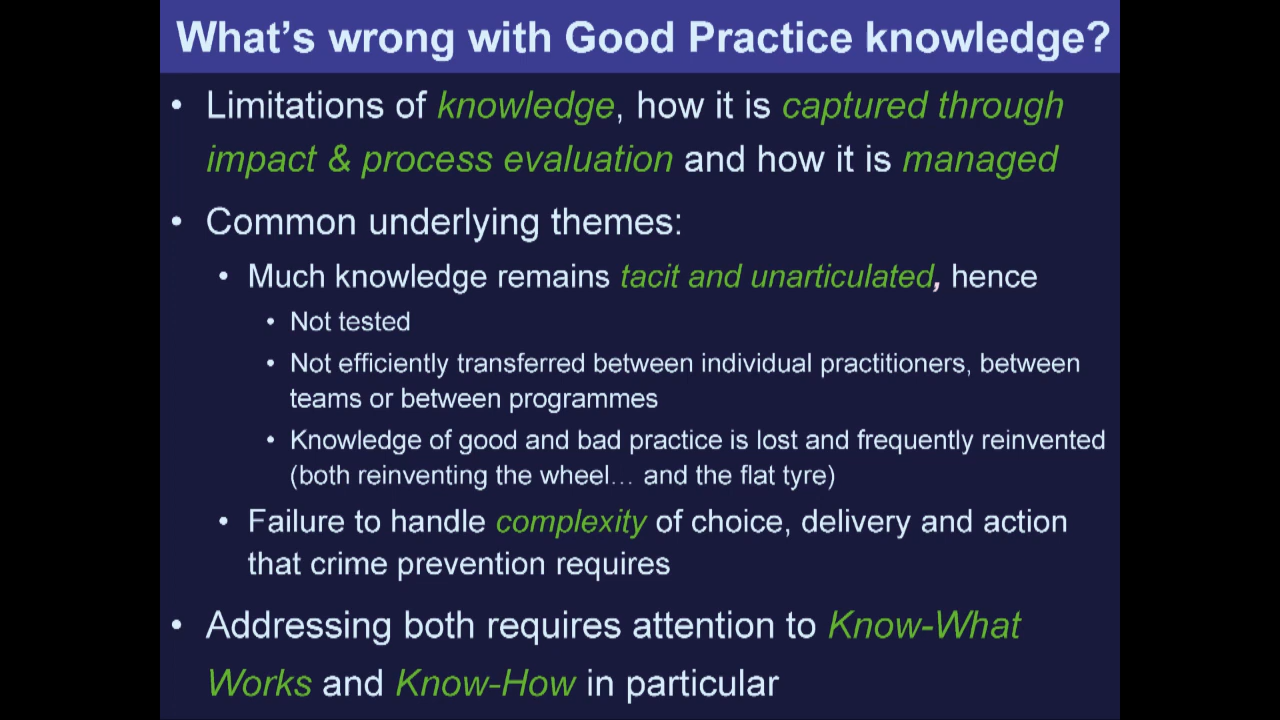 What's wrong with Good Practice knowledge?
• Limitations of knowledge, how it is captured through
impact & process evaluation and how it is managed
• Common underlying themes:
• Much knowledge remains tacit and unarticulated, hence
• Not tested
• Not efficiently transferred between individual practitioners, between
teams or between programmes
• Knowledge of good and bad practice is lost and frequently reinvented
(both reinventing the wheel… and the flat tyre)
• Failure to handle complexity of choice, delivery and action
that crime prevention requires
• Addressing both requires attention to Know-What
Works and Know-How in particular